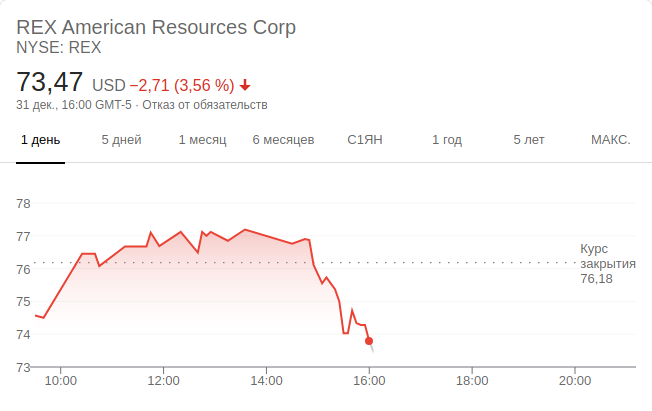 REX American Resources Corp
NYSE: REX
73,47 USD −2,71 (3,56 %)
31 дек., 16:00 GMT-5 · Отказ от обязательств
1 день 5 дней 1 месяц 6 месяцев С1ЯН 1 год 5 лет МАКС.
78
77
Курс
закрытия
76
76,18
75
74
73
10:00 12:00 14:00 16:00 18:00 20:00